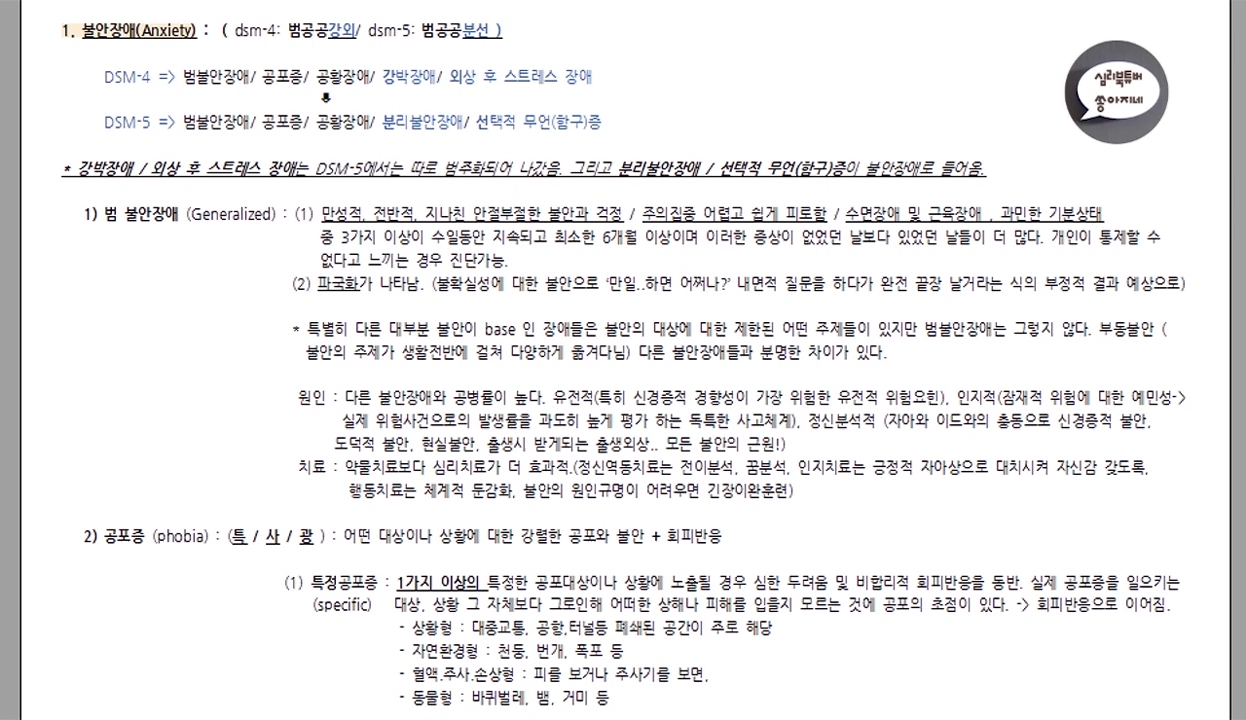 1. 불안장애(Anxiety) : ( dsm-4: 범공공강외/ dsm-5: 범공공분선 )
DSM-4 => 범불안장애/ 공포증/ 공황장애/ 강박장애/ 외상 후 스트레스 장애
DSM-5 => 범불안장애/ 공포증/ 공황장애/ 분리불안장애/ 선택적 무언(함구)증
심리북튜버
쏭아지네
* 강박장애 / 외상 후 스트레스 장애는 DSM-5에서는 따로 범주화되어 나갔음. 그리고 분리불안장애 / 선택적 무언(함구)증이 불안장애로 들어옴.
1) 범 불안장애 (Generalized) : (1) 만성적, 전반적, 지나친 안절부절한 불안과 걱정 / 주의집중 어렵고 쉽게 피로함 / 수면장애 및 근육장애 , 과민한 기분상태
중 3가지 이상이 수일동안 지속되고 최소한 6개월 이상이며 이러한 증상이 없었던 날보다 있었던 날들이 더 많다. 개인이 통제할 수
없다고 느끼는 경우 진단가능.
(2) 파국화가 나타남. (불확실성에 대한 불안으로 ‘만일..하면 어쩌나?’ 내면적 질문을 하다가 완전 끝장 날거라는 식의 부정적 결과 예상으로)
* 특별히 다른 대부분 불안이 base 인 장애들은 불안의 대상에 대한 제한된 어떤 주제들이 있지만 범불안장애는 그렇지 않다. 부동불안 (
불안의 주제가 생활전반에 걸쳐 다양하게 옮겨다님) 다른 불안장애들과 분명한 차이가 있다.
원인 : 다른 불안장애와 공병률이 높다. 유전적(특히 신경증적 경향성이 가장 위험한 유전적 위험요힌), 인지적(잠재적 위험에 대한 예민성->
실제 위험사건으로의 발생률을 과도히 높게 평가 하는 독특한 사고체계), 정신분석적 (자아와 이드와의 충동으로 신경증적 불안,
도덕적 불안, 현실불안, 출생시 받게되는 출생외상.. 모든 불안의 근원!)
치료 : 약물치료보다 심리치료가 더 효과적.(정신역동치료는 전이분석, 꿈분석, 인지치료는 긍정적 자아상으로 대치시켜 자신감 갖도록,
행동치료는 체계적 둔감화, 불안의 원인규명이 어려우면 긴장이완훈련)
2) 공포증 (phobia) : (특 / 사 / 광 ) : 어떤 대상이나 상황에 대한 강렬한 공포와 불안 + 회피반응
(1) 특정공포증 : 1가지 이상의 특정한 공포대상이나 상황에 노출될 경우 심한 두려움 및 비합리적 회피반응을 동반. 실제 공포증을 일으키는
(specific) 대상, 상황 그 자체보다 그로인해 어떠한 상해나 피해를 입을지 모르는 것에 공포의 초점이 있다. -> 회피반응으로 이어짐.
- 상황형 : 대중교통, 공항,터널등 폐쇄된 공간이 주로 해당
- 자연환경형 : 천둥, 번개, 폭포 등
- 혈액.주사.손상형 : 피를 보거나 주사기를 보면,
- 동물형 : 바퀴벌레, 뱀, 거미 등